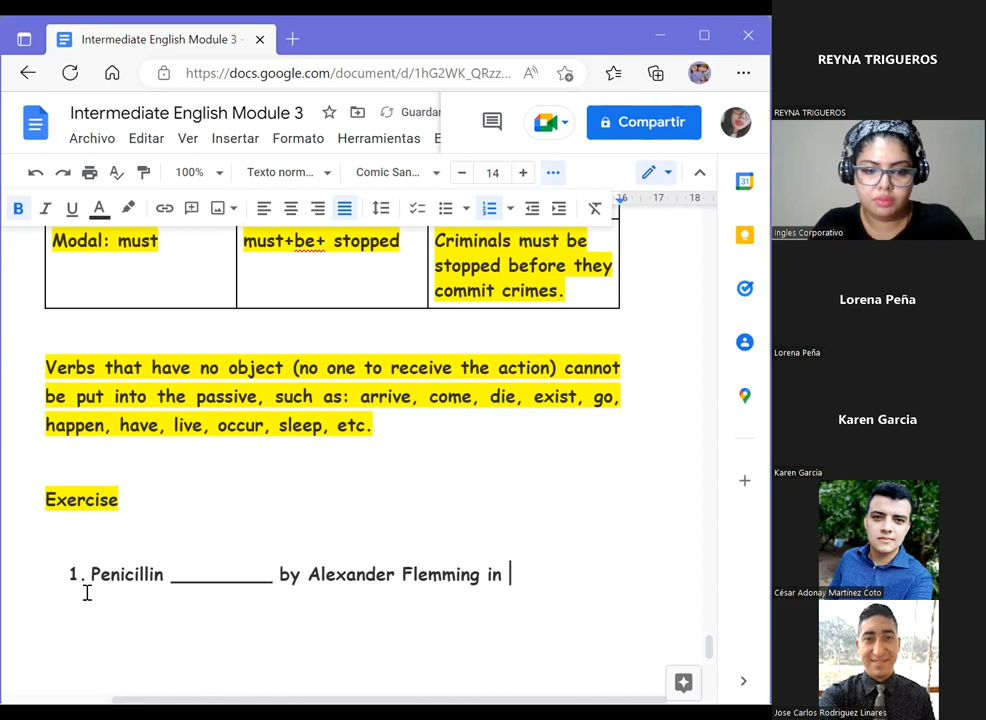 Intermediate English Module 3 -
https://docs.google.com/document/d/1hG2WK_QRzz...
Intermediate English Module 3
Guardar
Archivo Editar Ver Insertar Formato Herramientas E
Compartir
100% Texto norm... Comic San... 14
16 17 18
Modal: must
must+be+ stopped
Criminals must be
stopped before they
commit crimes.
Verbs that have no object (no one to receive the action) cannot
be put into the passive, such as: arrive, come, die, exist, go,
happen, have, live, occur, sleep, etc.
Exercise
1. Penicillin __________ by Alexander Flemming in
REYNA TRIGUEROS
REYNA TRIGUEROS
Ingles Corporativo
Lorena Peña
Lorena Peña
Karen Garcia
Karen Garcia
César Adonay Martínez Coto
Jose Carlos Rodriguez Linares